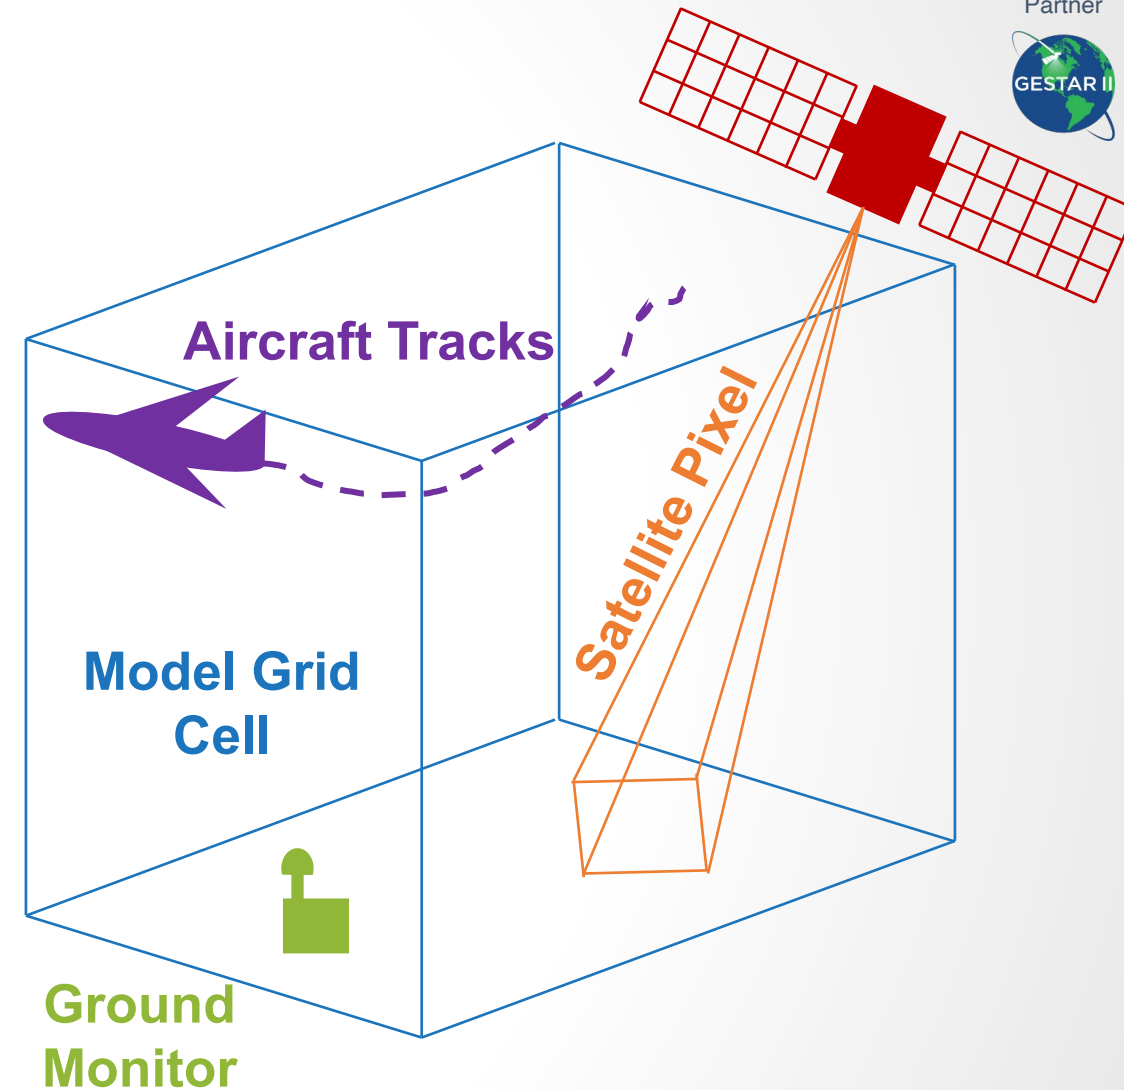 Partner
GESTAR II
Aircraft Tracks
Satellite Pixel
Model Grid
Cell
Ground
Monitor